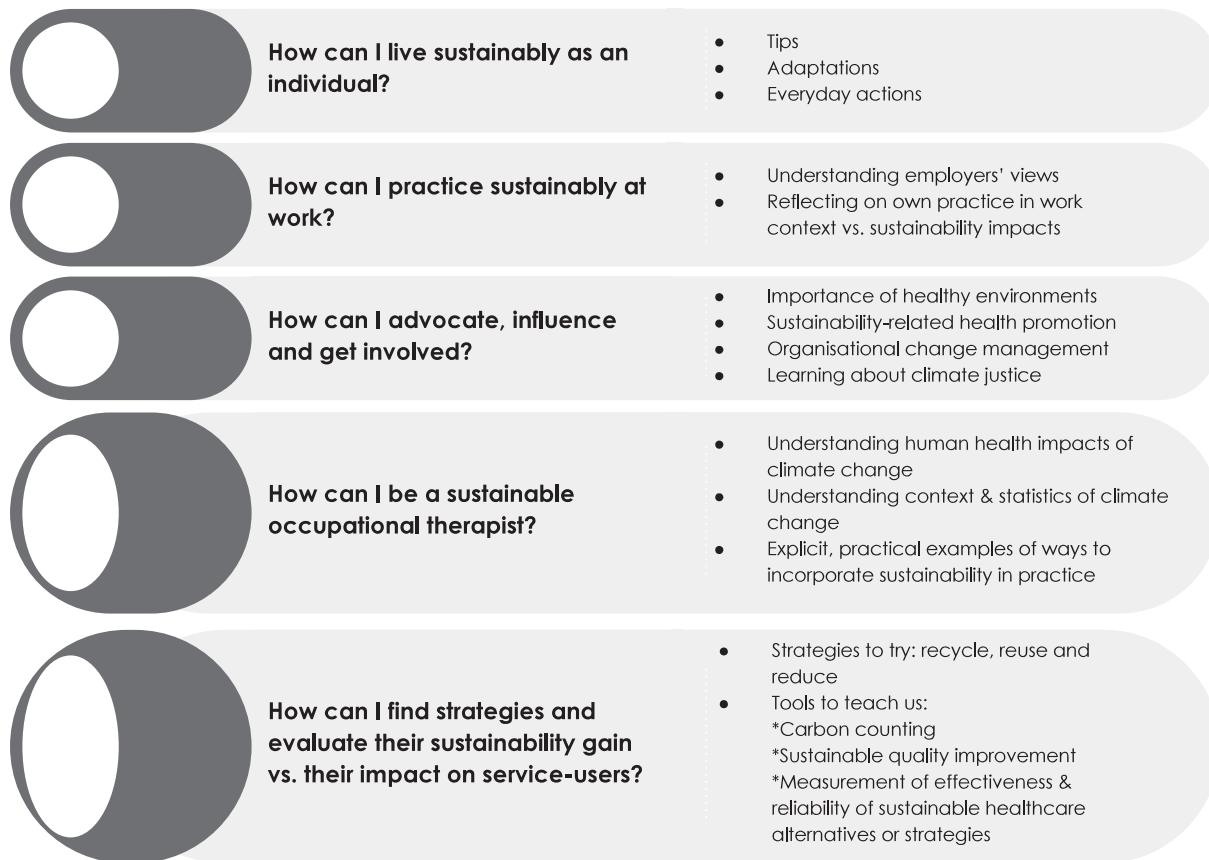 How can I live sustainably as an
individual?
● Tips
● Adaptations
● Everyday actions
How can I practice sustainably at
work?
● Understanding employers’ views
● Reflecting on own practice in work
context vs. sustainability impacts
How can I advocate, influence
and get involved?
● Importance of healthy environments
● Sustainability-related health promotion
● Organisational change management
● Learning about climate justice
How can I be a sustainable
occupational therapist?
● Understanding human health impacts of
climate change
● Understanding context & statistics of climate
change
● Explicit, practical examples of ways to
incorporate sustainability in practice
How can I find strategies and
evaluate their sustainability gain
vs. their impact on service-users?
● Strategies to try: recycle, reuse and
reduce
● Tools to teach us:
*Carbon counting
*Sustainable quality improvement
*Measurement of effectiveness &
reliability of sustainable healthcare
alternatives or strategies